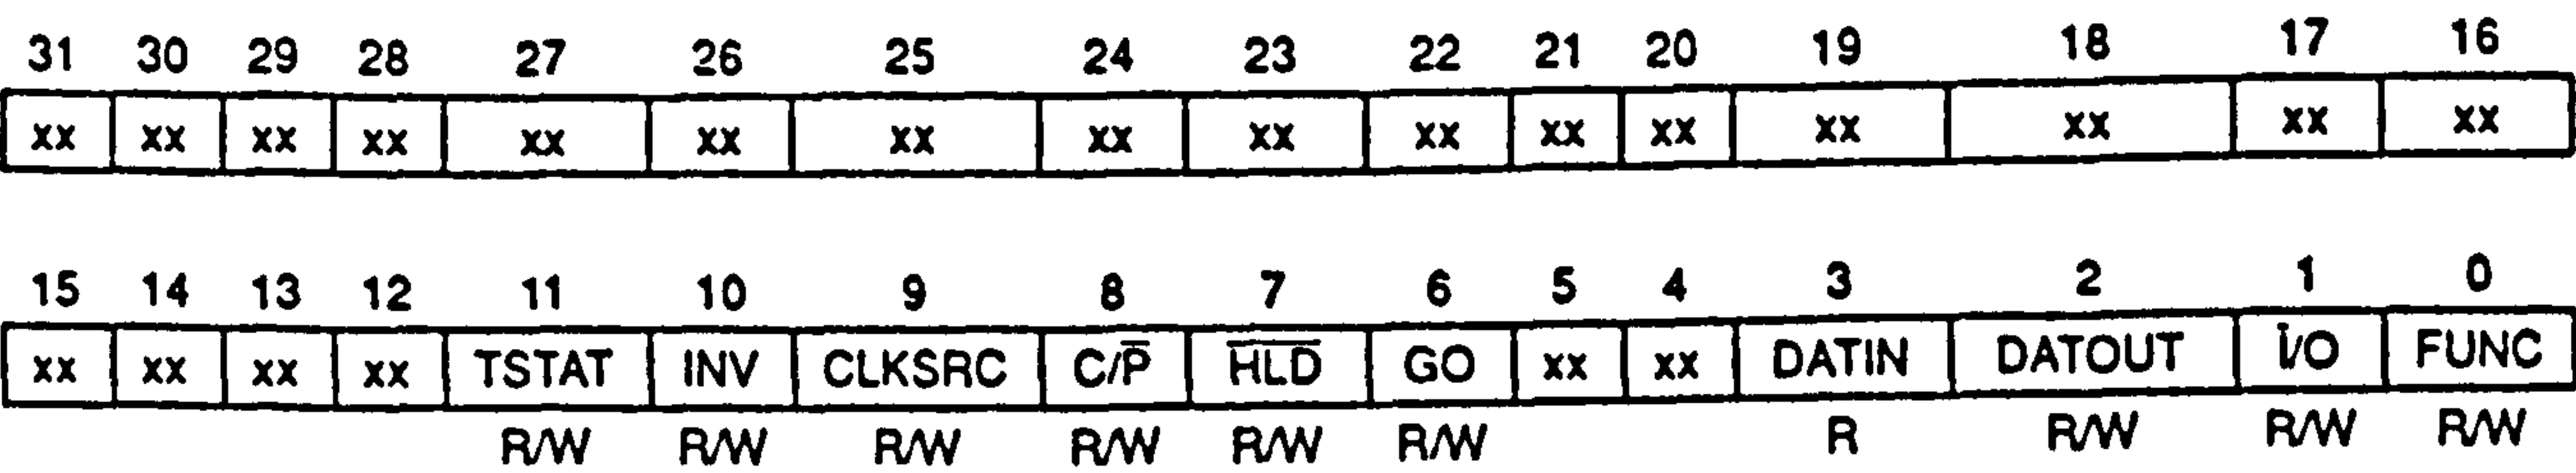 31 30 29 28 27 26 25 24 23 22 21 20 19 18 17 16
xx xx xx xx xx xx xx xx xx xx xx xx xx xx xx xx
15 14 13 12 11 10 9 8 7 6 5 4 3 2 1 0
xx xx xx xx TSTAT INV CLKSRC C/P̅ H̅L̅D̅ GO xx xx DATIN DATOUT I̅/O FUNC
R/W R/W R/W R/W R/W R/W R R/W R/W R/W